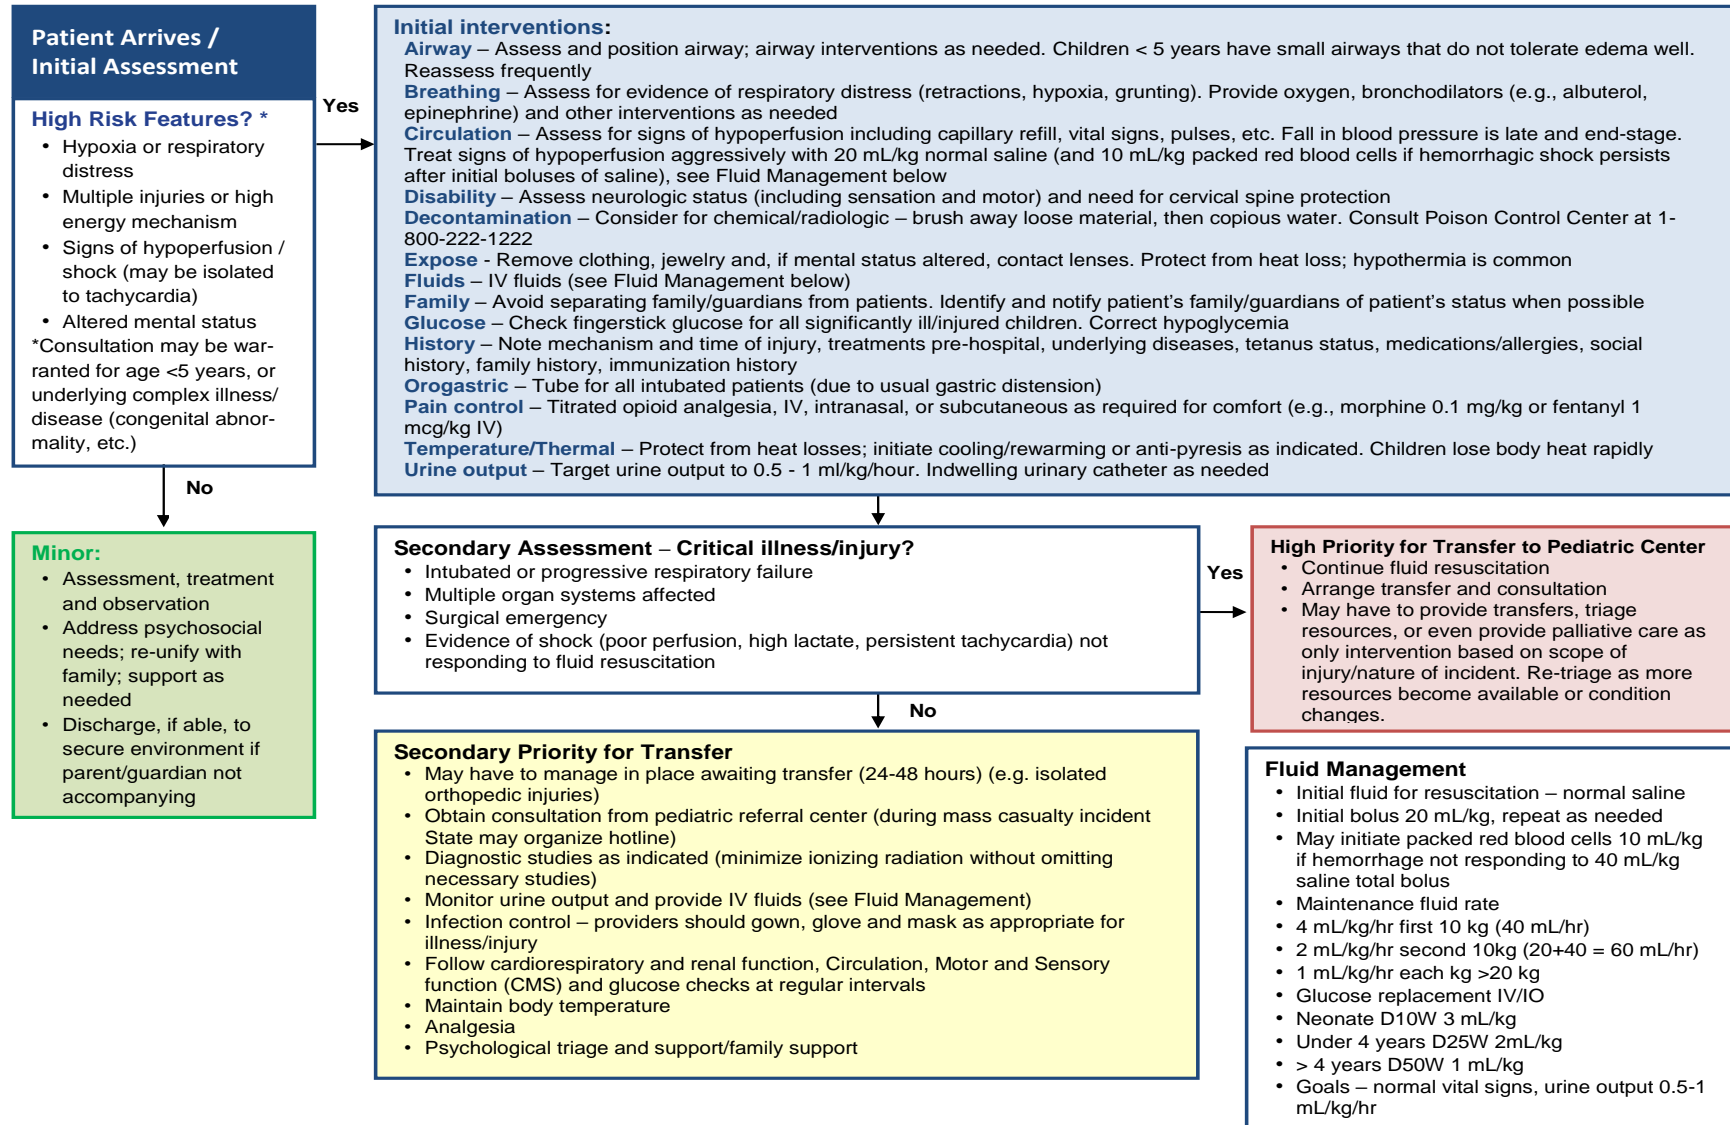 Patient Arrives /
Initial Assessment
High Risk Features? *
• Hypoxia or respiratory
distress
• Multiple injuries or high
energy mechanism
• Signs of hypoperfusion /
shock (may be isolated
to tachycardia)
• Altered mental status
*Consultation may be war-
ranted for age <5 years, or
underlying complex illness/
disease (congenital abnor-
mality, etc.)
Yes
No
Initial interventions:
Airway – Assess and position airway; airway interventions as needed. Children < 5 years have small airways that do not tolerate edema well.
Reassess frequently
Breathing – Assess for evidence of respiratory distress (retractions, hypoxia, grunting). Provide oxygen, bronchodilators (e.g., albuterol,
epinephrine) and other interventions as needed
Circulation – Assess for signs of hypoperfusion including capillary refill, vital signs, pulses, etc. Fall in blood pressure is late and end-stage.
Treat signs of hypoperfusion aggressively with 20 mL/kg normal saline (and 10 mL/kg packed red blood cells if hemorrhagic shock persists
after initial boluses of saline), see Fluid Management below
Disability – Assess neurologic status (including sensation and motor) and need for cervical spine protection
Decontamination – Consider for chemical/radiologic – brush away loose material, then copious water. Consult Poison Control Center at 1-
800-222-1222
Expose - Remove clothing, jewelry and, if mental status altered, contact lenses. Protect from heat loss; hypothermia is common
Fluids – IV fluids (see Fluid Management below)
Family – Avoid separating family/guardians from patients. Identify and notify patient's family/guardians of patient's status when possible
Glucose – Check fingerstick glucose for all significantly ill/injured children. Correct hypoglycemia
History – Note mechanism and time of injury, treatments pre-hospital, underlying diseases, tetanus status, medications/allergies, social
history, family history, immunization history
Orogastric – Tube for all intubated patients (due to usual gastric distension)
Pain control – Titrated opioid analgesia, IV, intranasal, or subcutaneous as required for comfort (e.g., morphine 0.1 mg/kg or fentanyl 1
mcg/kg IV)
Temperature/Thermal – Protect from heat losses; initiate cooling/rewarming or anti-pyresis as indicated. Children lose body heat rapidly
Urine output – Target urine output to 0.5 - 1 ml/kg/hour. Indwelling urinary catheter as needed
Minor:
• Assessment, treatment
and observation
• Address psychosocial
needs; re-unify with
family; support as
needed
• Discharge, if able, to
secure environment if
parent/guardian not
accompanying
Secondary Assessment – Critical illness/injury?
• Intubated or progressive respiratory failure
• Multiple organ systems affected
• Surgical emergency
• Evidence of shock (poor perfusion, high lactate, persistent tachycardia) not
responding to fluid resuscitation
Yes
No
High Priority for Transfer to Pediatric Center
• Continue fluid resuscitation
• Arrange transfer and consultation
• May have to provide transfers, triage
resources, or even provide palliative care as
only intervention based on scope of
injury/nature of incident. Re-triage as more
resources become available or condition
changes.
Secondary Priority for Transfer
• May have to manage in place awaiting transfer (24-48 hours) (e.g. isolated
orthopedic injuries)
• Obtain consultation from pediatric referral center (during mass casualty incident
State may organize hotline)
• Diagnostic studies as indicated (minimize ionizing radiation without omitting
necessary studies)
• Monitor urine output and provide IV fluids (see Fluid Management)
• Infection control – providers should gown, glove and mask as appropriate for
illness/injury
• Follow cardiorespiratory and renal function, Circulation, Motor and Sensory
function (CMS) and glucose checks at regular intervals
• Maintain body temperature
• Analgesia
• Psychological triage and support/family support
Fluid Management
• Initial fluid for resuscitation – normal saline
• Initial bolus 20 mL/kg, repeat as needed
• May initiate packed red blood cells 10 mL/kg
if hemorrhage not responding to 40 mL/kg
saline total bolus
• Maintenance fluid rate
• 4 mL/kg/hr first 10 kg (40 mL/hr)
• 2 mL/kg/hr second 10kg (20+40 = 60 mL/hr)
• 1 mL/kg/hr each kg >20 kg
• Glucose replacement IV/IO
• Neonate D10W 3 mL/kg
• Under 4 years D25W 2mL/kg
• > 4 years D50W 1 mL/kg
• Goals – normal vital signs, urine output 0.5-1
mL/kg/hr